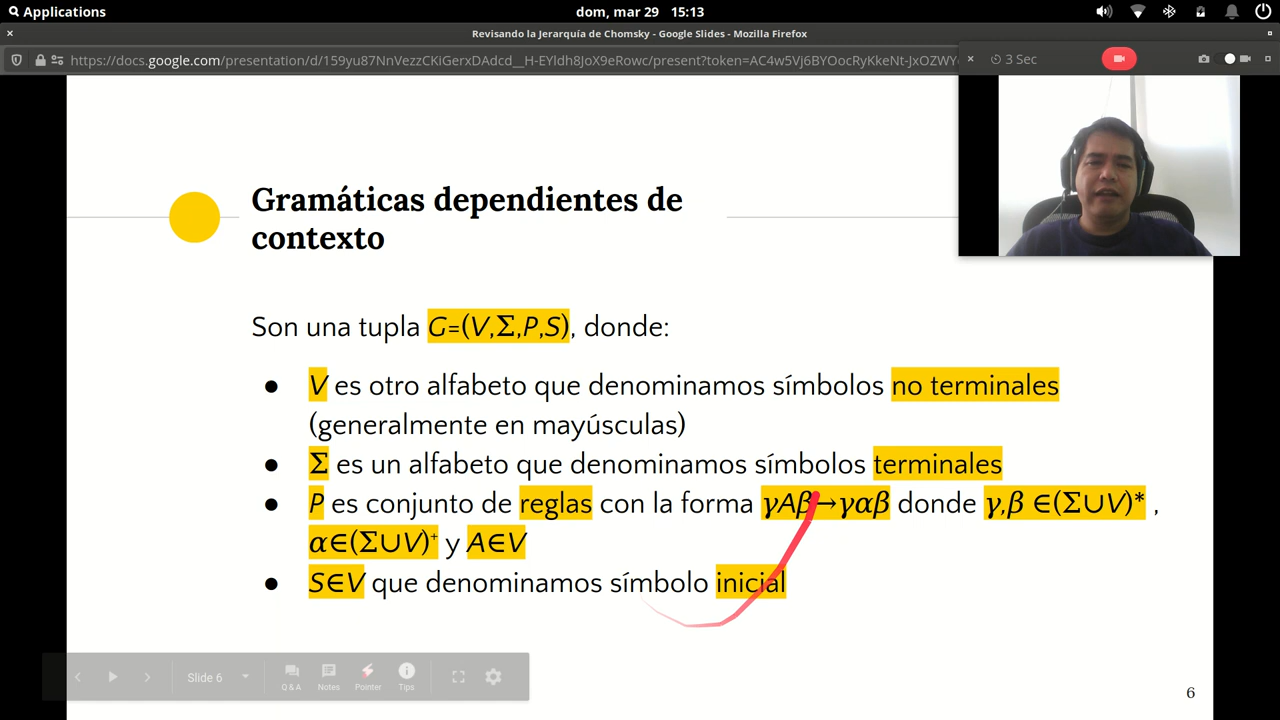 Applications
dom, mar 29 15:13
Revisando la Jerarquía de Chomsky - Google Slides - Mozilla Firefox
https://docs.google.com/presentation/d/159yu87NnVezzCKiGerxDAdcd__H-EYldh8JoX9eRowc/present?token=AC4w5Vj6BYOocRyKkeNt-JxOZWY
3 Sec
Gramáticas dependientes de
contexto
Son una tupla G=(V,Σ,P,S), donde:
● V es otro alfabeto que denominamos símbolos no terminales
(generalmente en mayúsculas)
● Σ es un alfabeto que denominamos símbolos terminales
● P es conjunto de reglas con la forma γAβ→γαβ donde γ,β ∈(Σ∪V)* ,
α∈(Σ∪V)⁺ y A∈V
● S∈V que denominamos símbolo inicial
Slide 6
Q & A
Notes
Pointer
Tips
6